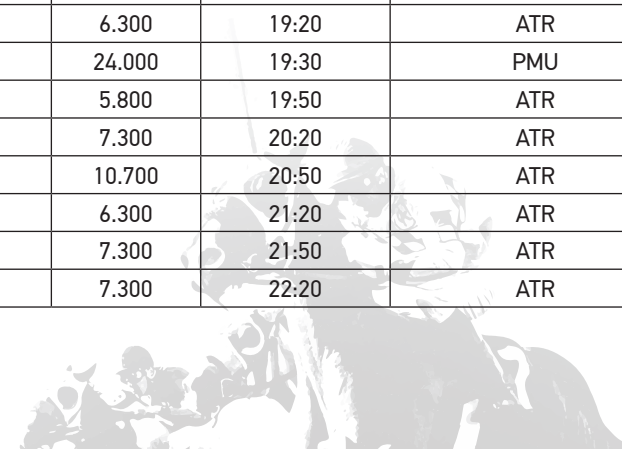 6.300 19:20 ATR
24.000 19:30 PMU
5.800 19:50 ATR
7.300 20:20 ATR
10.700 20:50 ATR
6.300 21:20 ATR
7.300 21:50 ATR
7.300 22:20 ATR